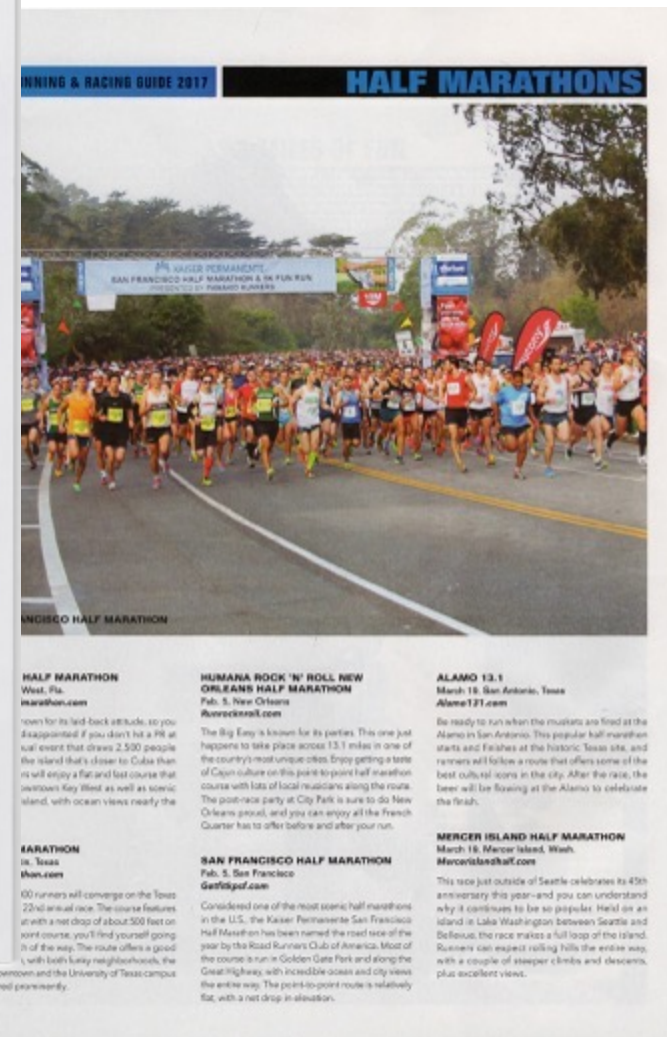 NNING & RACING GUIDE 2017
HALF MARATHONS
KAISER PERMANENTE
SAN FRANCISCO HALF MARATHON & 5K FUN RUN
PRESENTED BY PAMAKID RUNNERS
ANCISCO HALF MARATHON
HALF MARATHON
West, Fla.
marathon.com
nown for its laid-back attitude, so you
disappointed if you don't hit a PR at
ual event that draws 2,500 people
the island that's closer to Cuba than
rs will enjoy a flat and fast course that
owntown Key West as well as scenic
island, with ocean views nearly the
MARATHON
in, Texas
thon.com
00 runners will converge on the Texas
22nd annual race. The course features
at with a net drop of about 500 feet on
oint course, you'll find yourself going
h of the way. The route offers a good
, with both funky neighborhoods, the
owntown and the University of Texas campus
ed prominently.
HUMANA ROCK 'N' ROLL NEW
ORLEANS HALF MARATHON
Feb. 5, New Orleans
Runrocknroll.com
The Big Easy is known for its parties. This one just
happens to take place across 13.1 miles in one of
the country's most unique cities. Enjoy getting a taste
of Cajun culture on this point-to-point half marathon
course with lots of local musicians along the route.
The post-race party at City Park is sure to do New
Orleans proud, and you can enjoy all the French
Quarter has to offer before and after your run.
SAN FRANCISCO HALF MARATHON
Feb. 5, San Francisco
Considered one of the most scenic half marathons
in the U.S., the Kaiser Permanente San Francisco
Half Marathon has been named the road race of the
year by the Road Runners Club of America. Most of
the course is run in Golden Gate Park and along the
Great Highway, with incredible ocean and city views
the entire way. The point-to-point route is relatively
flat, with a net drop in elevation.
ALAMO 13.1
March 19, San Antonio, Texas
Alamo131.com
Be ready to run when the muskets are fired at the
Alamo in San Antonio. This popular half marathon
starts and finishes at the historic Texas site, and
runners will follow a route that offers some of the
best cultural icons in the city. After the race, the
beer will be flowing at the Alamo to celebrate
the finish.
MERCER ISLAND HALF MARATHON
March 19, Mercer Island, Wash.
Mercerislandhalf.com
This race just outside of Seattle celebrates its 45th
anniversary this year–and you can understand
why it continues to be so popular. Held on an
island in Lake Washington between Seattle and
Bellevue, the race makes a full loop of the island.
Runners can expect rolling hills the entire way,
with a couple of steeper climbs and descents,
plus excellent views.